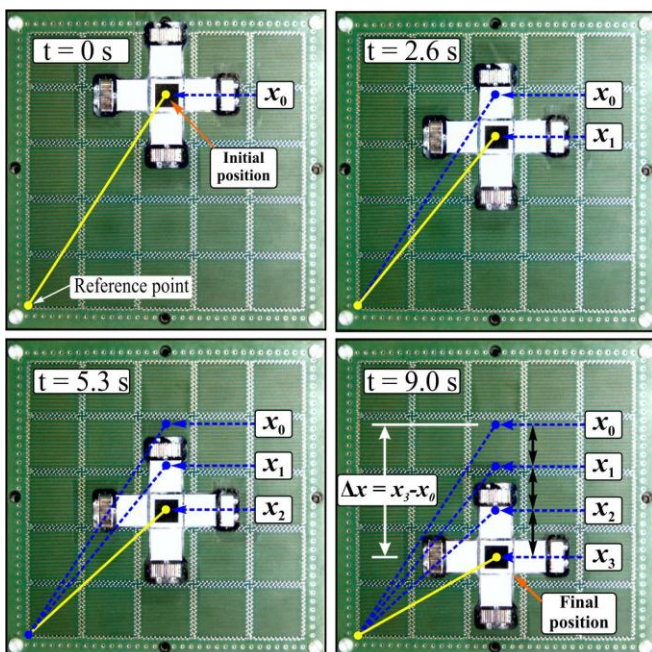 t = 0 s
x₀
Initial
position
Reference point
t = 2.6 s
x₀
x₁
t = 5.3 s
x₀
x₁
x₂
t = 9.0 s
x₀
x₁
Δx = x₃-x₀
x₂
x₃
Final
position